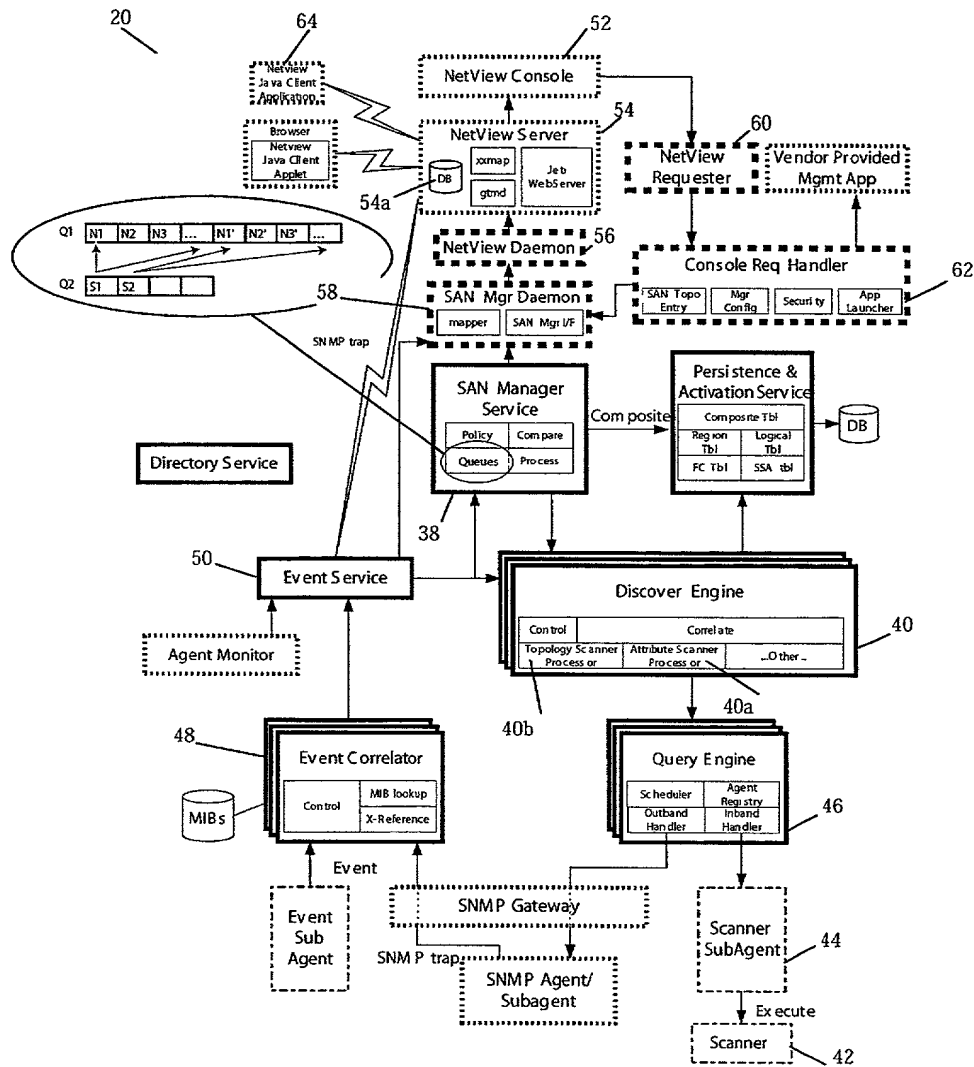 20
64
52
Netview
Java Client
Application
NetView Console
54
Browser
Netview
Java Client
Applet
NetView Server
DB
54a
xxmap
gtmd
Jeb
WebServer
60
NetView
Requester
Vendor Provided
Mgmt App
Q1
N1
N2
N3
...
N1'
N2'
N3'
...
Q2
S1
S2
NetView Daemon
56
Console Req Handler
62
SAN Topo
Entry
Mgr
Config
Security
App
Launcher
58
SAN Mgr Daemon
mapper
SAN Mgr I/F
SNMP trap
SAN Manager
Service
Policy
Compare
Queues
Process
38
Composite
Persistence &
Activation Service
Composite Tbl
Region
Tbl
Logical
Tbl
FC Tbl
SSA tbl
DB
Directory Service
50
Event Service
Agent Monitor
Discover Engine
Control
Correlate
Topology Scanner
Processor
Attribute Scanner
Processor
...Other...
40
40b
40a
48
Event Correlator
Control
MIB lookup
X-Reference
MIBs
Query Engine
Scheduler
Agent
Registry
Outband
Handler
Inband
Handler
46
Event
Event
Sub
Agent
SNMP Gateway
SNMP trap
SNMP Agent/
Subagent
Scanner
SubAgent
44
Execute
Scanner
42